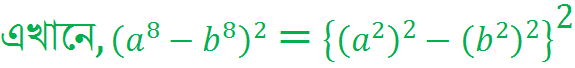 এখানে, (a⁸ − b⁸)² = {(a²)² − (b²)²}²